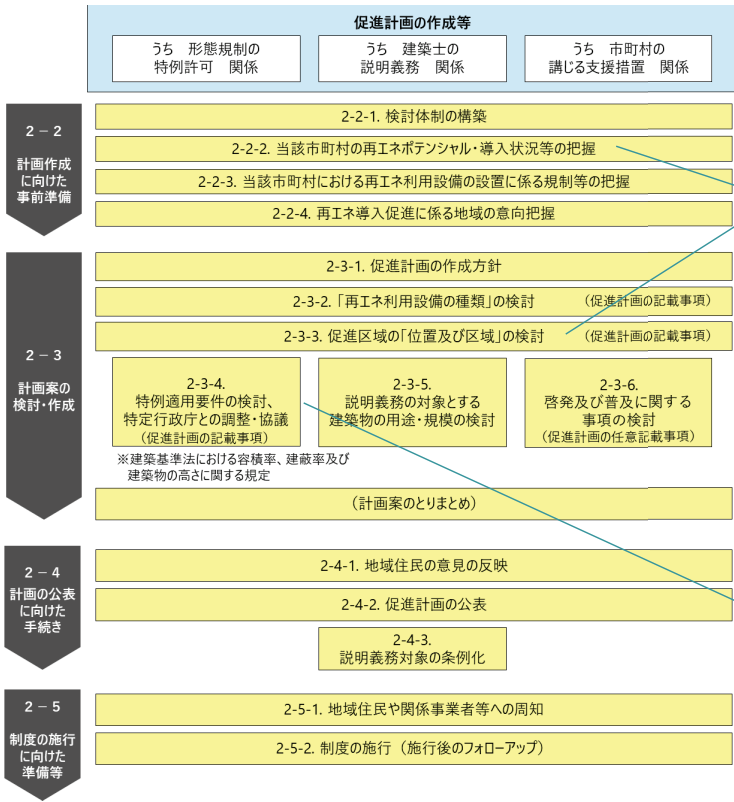 促進計画の作成等
うち　形態規制の
特例許可　関係
うち　建築士の
説明義務　関係
うち　市町村の
講じる支援措置　関係
2－2
計画作成
に向けた
事前準備
2-2-1. 検討体制の構築
2-2-2. 当該市町村の再エネポテンシャル・導入状況等の把握
2-2-3. 当該市町村における再エネ利用設備の設置に係る規制等の把握
2-2-4. 再エネ導入促進に係る地域の意向把握
2－3
計画案の
検討・作成
2-3-1. 促進計画の作成方針
2-3-2. 「再エネ利用設備の種類」の検討　（促進計画の記載事項）
2-3-3. 促進区域の「位置及び区域」の検討　（促進計画の記載事項）
2-3-4.
特例適用要件の検討、
特定行政庁との調整・協議
（促進計画の記載事項）
2-3-5.
説明義務の対象とする
建築物の用途・規模の検討
2-3-6.
啓発及び普及に関する
事項の検討
（促進計画の任意記載事項）
※建築基準法における容積率、建蔽率及び
建築物の高さに関する規定
（計画案のとりまとめ）
2－4
計画の公表
に向けた
手続き
2-4-1. 地域住民の意見の反映
2-4-2. 促進計画の公表
2-4-3.
説明義務対象の条例化
2－5
制度の施行
に向けた
準備等
2-5-1. 地域住民や関係事業者等への周知
2-5-2. 制度の施行（施行後のフォローアップ）